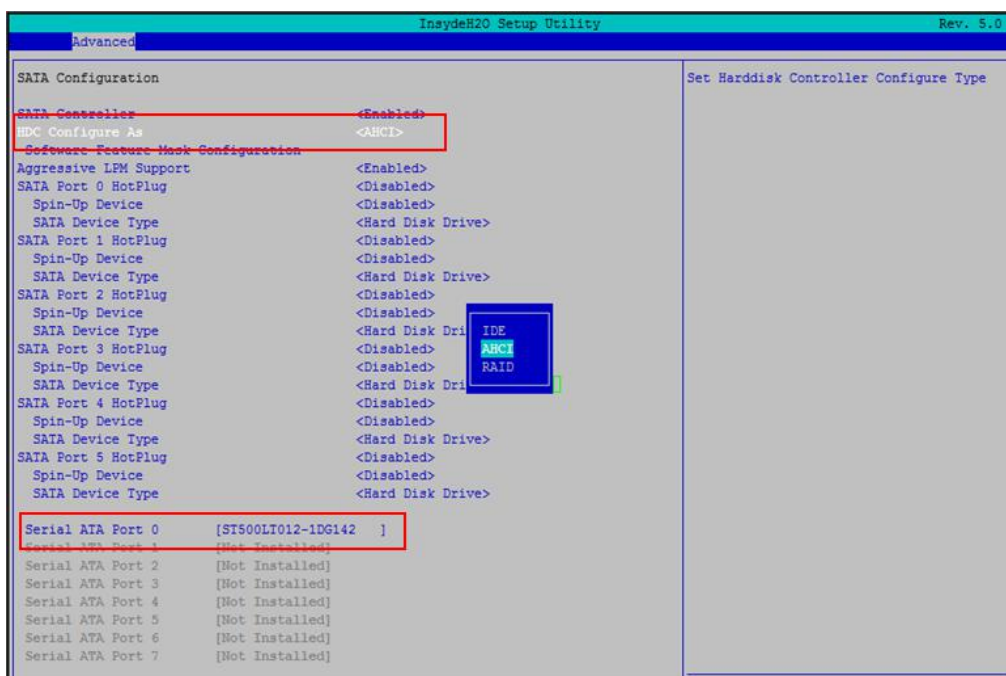 InsydeH2O Setup Utility Rev. 5.0
Advanced
SATA Configuration
Set Harddisk Controller Configure Type
SATA Controller <Enabled>
HDC Configure As <AHCI>
Software Feature Mask Configuration
Aggressive LPM Support <Enabled>
SATA Port 0 HotPlug <Disabled>
Spin-Up Device <Disabled>
SATA Device Type <Hard Disk Drive>
SATA Port 1 HotPlug <Disabled>
Spin-Up Device <Disabled>
SATA Device Type <Hard Disk Drive>
SATA Port 2 HotPlug <Disabled>
Spin-Up Device <Disabled>
SATA Device Type <Hard Disk Dri
SATA Port 3 HotPlug <Disabled>
Spin-Up Device <Disabled>
SATA Device Type <Hard Disk Dri
IDE
AHCI
RAID
SATA Port 4 HotPlug <Disabled>
Spin-Up Device <Disabled>
SATA Device Type <Hard Disk Drive>
SATA Port 5 HotPlug <Disabled>
Spin-Up Device <Disabled>
SATA Device Type <Hard Disk Drive>
Serial ATA Port 0 [ST500LT012-1DG142 ]
Serial ATA Port 1 [Not Installed]
Serial ATA Port 2 [Not Installed]
Serial ATA Port 3 [Not Installed]
Serial ATA Port 4 [Not Installed]
Serial ATA Port 5 [Not Installed]
Serial ATA Port 6 [Not Installed]
Serial ATA Port 7 [Not Installed]